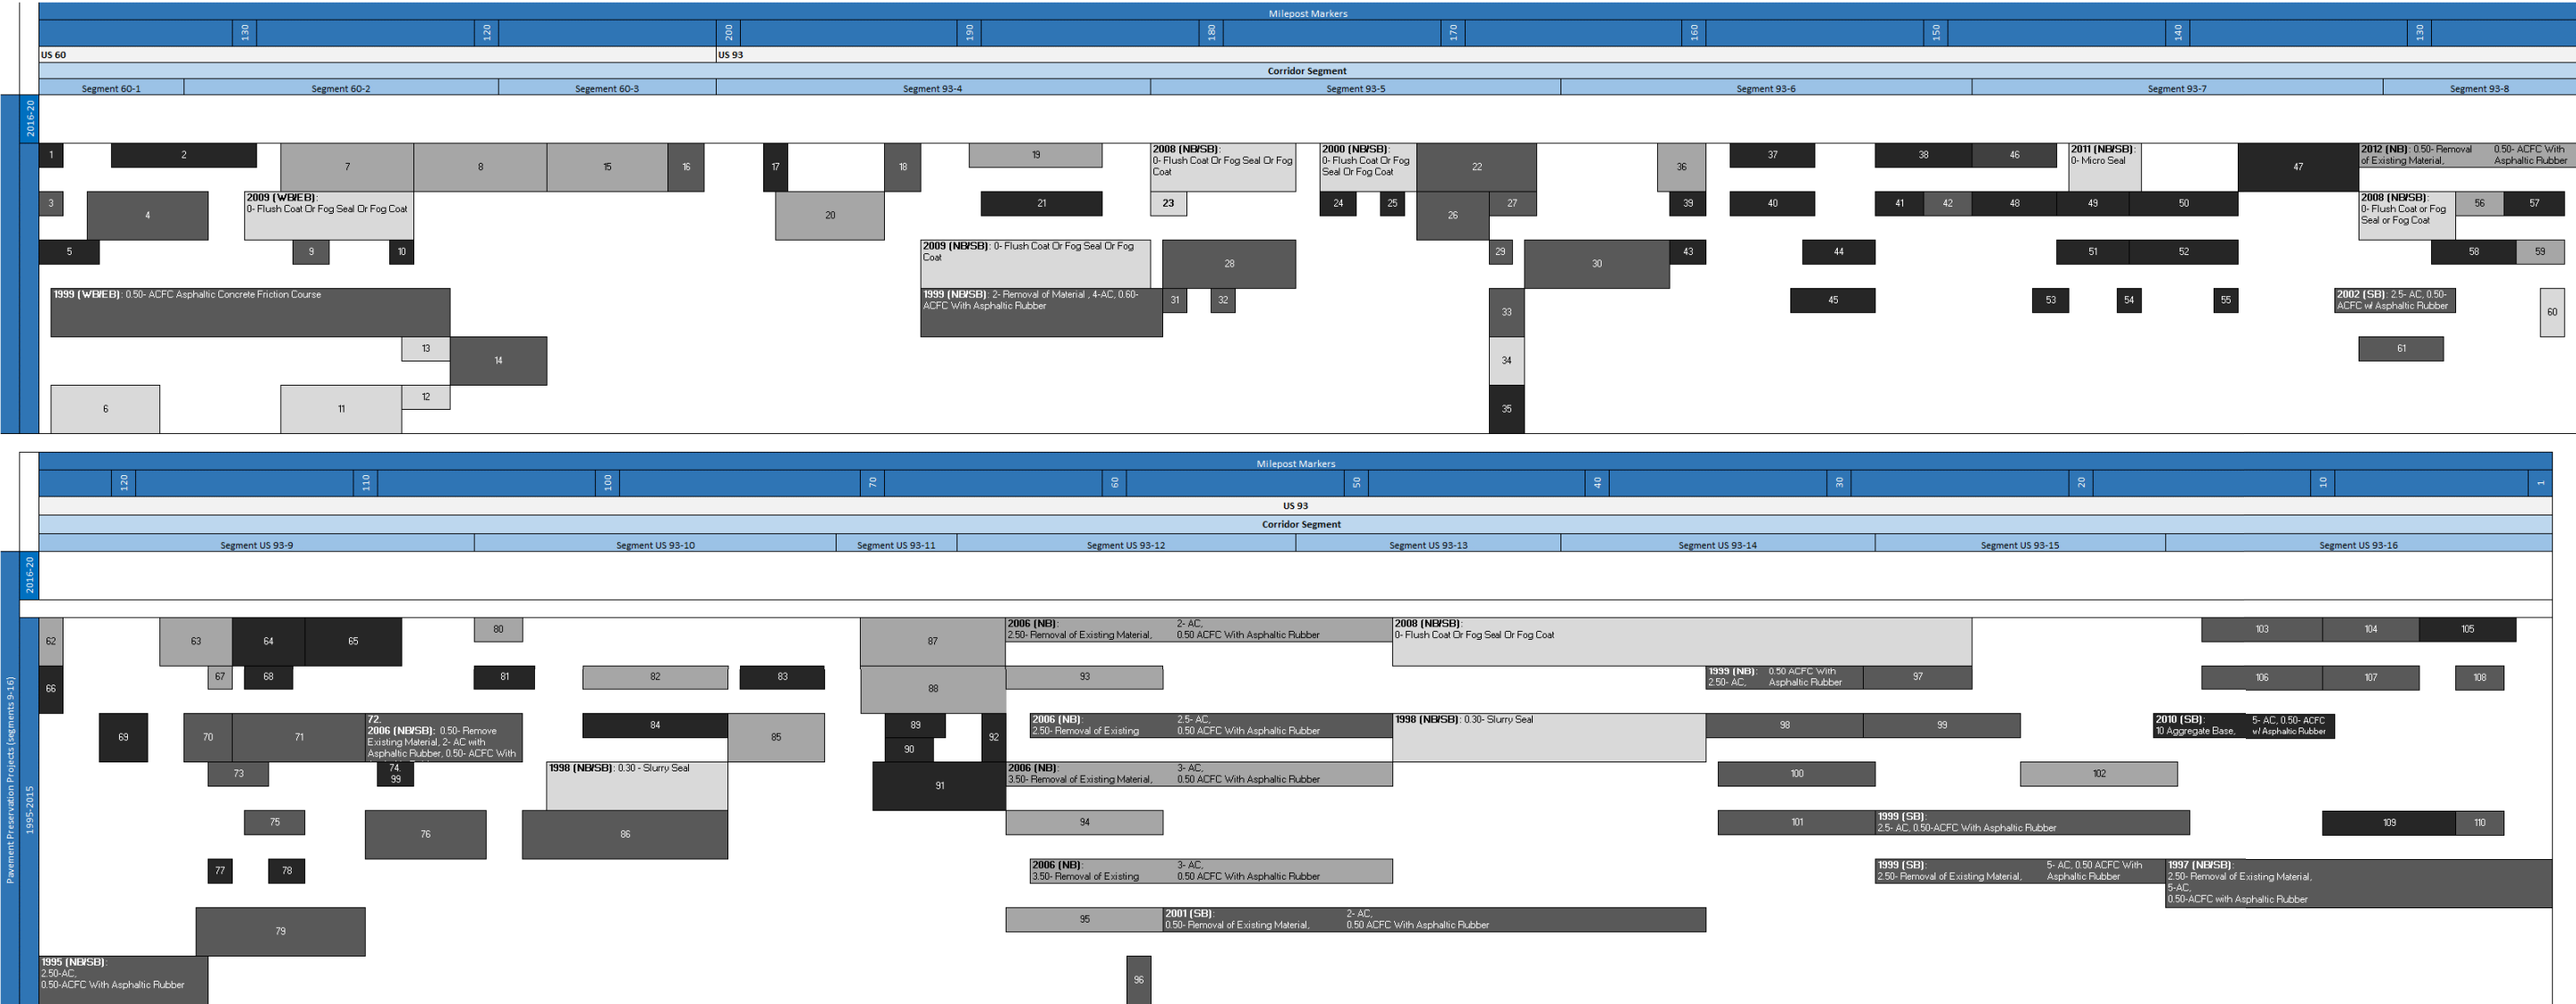 Milepost Markers
130 120 200 190 180 170 160 150 140 130
US 60 US 93
Corridor Segment
Segment 60-1 Segment 60-2 Segement 60-3 Segment 93-4 Segment 93-5 Segment 93-6 Segment 93-7 Segment 93-8
2016-20
1 2 7 8 15 16 17 18 19
2008 (NB/SB):
0- Flush Coat Or Fog Seal Or Fog
Coat
2000 (NB/SB):
0- Flush Coat Or Fog
Seal Or Fog Coat
22 36 37 38 46
2011 (NB/SB):
0- Micro Seal
47
2012 (NB): 0.50- Removal 0.50- ACFC With
of Existing Material, Asphaltic Rubber
3 4
2009 (WB/EB):
0- Flush Coat Or Fog Seal Or Fog Coat
20 21 23 24 25 26 27 39 40 41 42 48 49 50
2008 (NB/SB):
0- Flush Coat or Fog
Seal or Fog Coat
56 57
5 9 10
2009 (NB/SB): 0- Flush Coat Or Fog Seal Or Fog
Coat
28 29 30 43 44 51 52 58 59
1999 (WB/EB): 0.50- ACFC Asphaltic Concrete Friction Course
1999 (NB/SB): 2- Removal of Material , 4-AC, 0.60-
ACFC With Asphaltic Rubber
31 32 33 45 53 54 55
2002 (SB): 2.5- AC, 0.50-
ACFC w/ Asphaltic Rubber
60
13 14 34 61
6 11 12 35
Milepost Markers
120 110 100 70 60 50 40 30 20 10 1
US 93
Corridor Segment
Segment US 93-9 Segment US 93-10 Segment US 93-11 Segment US 93-12 Segment US 93-13 Segment US 93-14 Segment US 93-15 Segment US 93-16
2016-20
Pavement Preservation Projects (segments 9-16)
1995-2015
62 63 64 65 80 87
2006 (NB): 2- AC,
2.50- Removal of Existing Material, 0.50 ACFC With Asphaltic Rubber
2008 (NB/SB):
0- Flush Coat Or Fog Seal Or Fog Coat
103 104 105
66 67 68 81 82 83 88 93
1999 (NB): 0.50 ACFC With
2.50- AC, Asphaltic Rubber
97 106 107 108
69 70 71
72.
2006 (NB/SB): 0.50- Remove
Existing Material, 2- AC with
Asphaltic Rubber, 0.50- ACFC With
84 85 89 90 92
2006 (NB): 2.5- AC,
2.50- Removal of Existing 0.50 ACFC With Asphaltic Rubber
1998 (NB/SB): 0.30- Slurry Seal
98 99
2010 (SB): 5- AC, 0.50- ACFC
10 Aggregate Base, w/ Asphaltic Rubber
73
74.
99
1998 (NB/SB): 0.30 - Slurry Seal
91
2006 (NB): 3- AC,
3.50- Removal of Existing Material, 0.50 ACFC With Asphaltic Rubber
100 102
75 76 86 94 101
1999 (SB):
2.5- AC, 0.50-ACFC With Asphaltic Rubber
109 110
77 78
2006 (NB): 3- AC,
3.50- Removal of Existing 0.50 ACFC With Asphaltic Rubber
1999 (SB): 5- AC, 0.50 ACFC With
2.50- Removal of Existing Material, Asphaltic Rubber
1997 (NB/SB):
2.50- Removal of Existing Material,
5-AC,
0.50-ACFC with Asphaltic Rubber
79 95
2001 (SB): 2- AC,
0.50- Removal of Existing Material, 0.50 ACFC With Asphaltic Rubber
1995 (NB/SB):
2.50-AC,
0.50-ACFC With Asphaltic Rubber
96